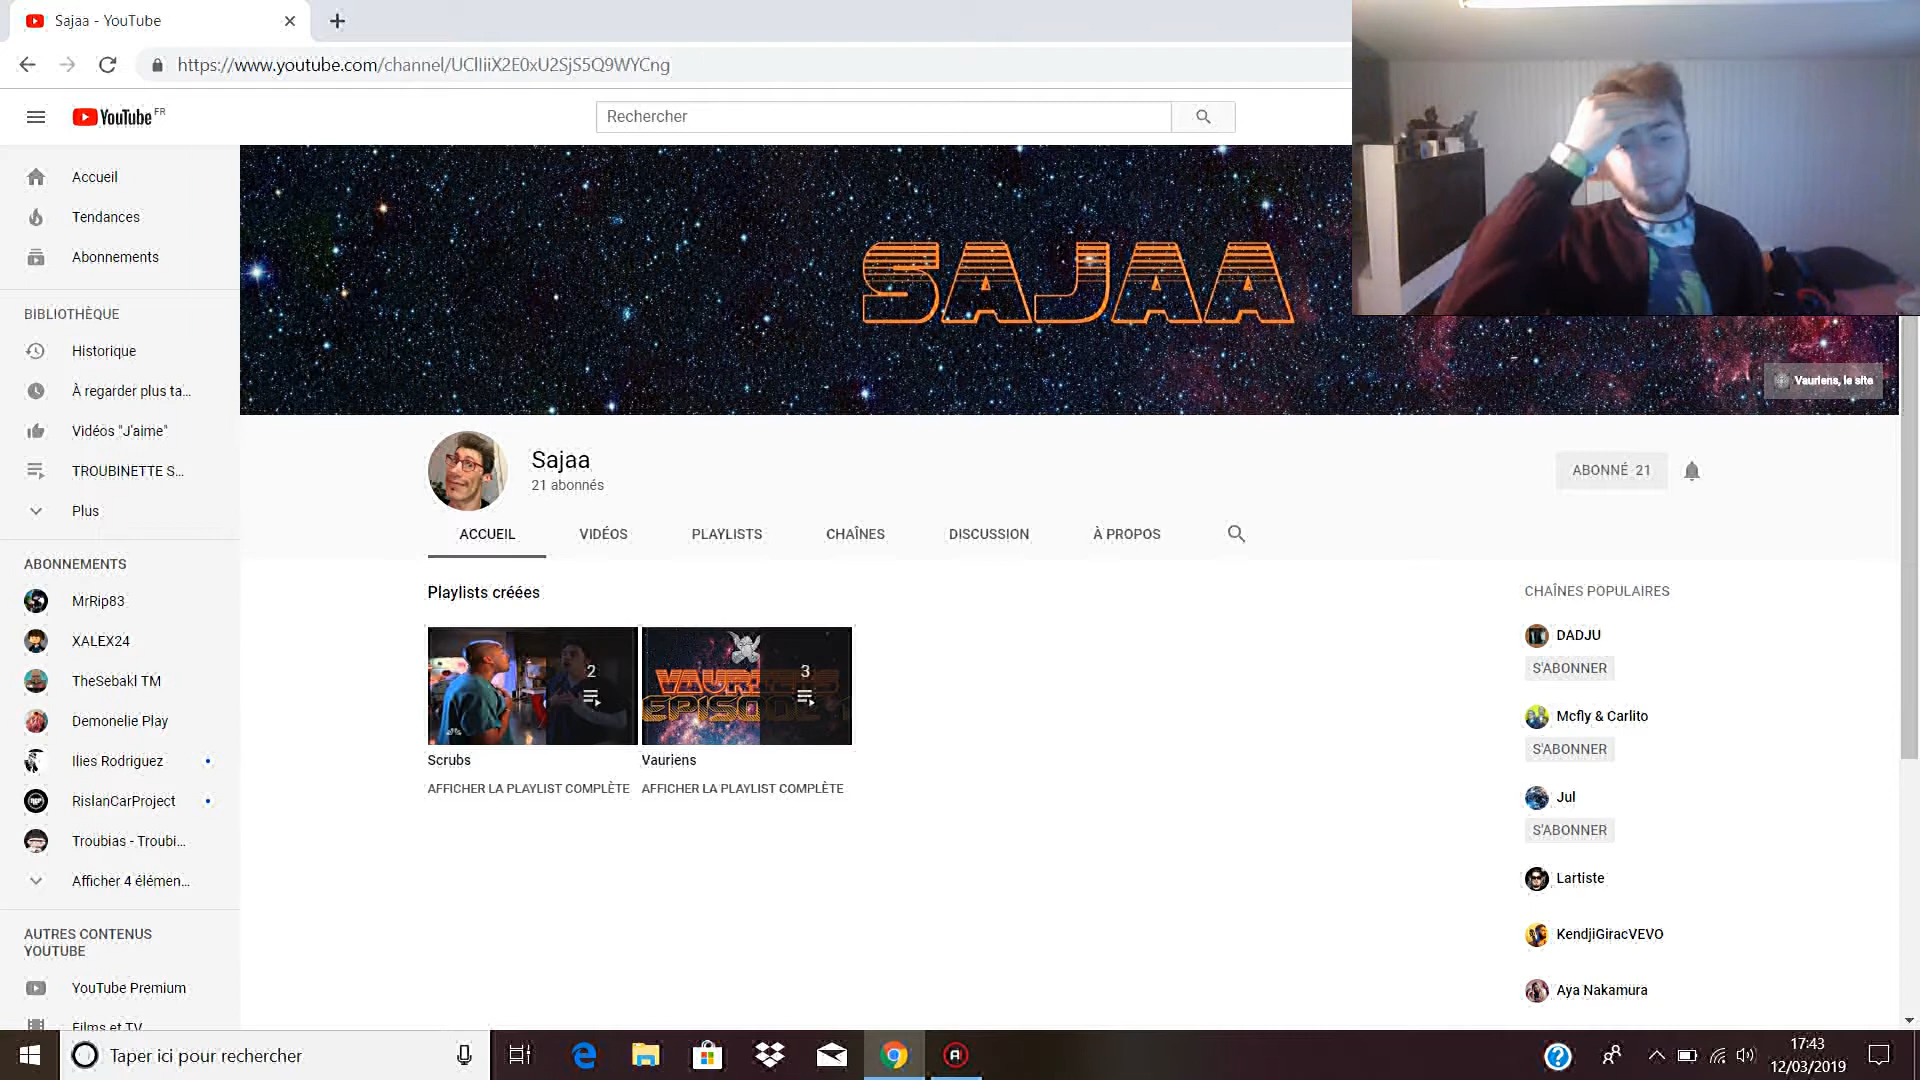 Sajaa - YouTube
https://www.youtube.com/channel/UClIiiX2E0xU2SjS5Q9WYCng
YouTube FR
Rechercher
Accueil
Tendances
Abonnements
BIBLIOTHÈQUE
Historique
À regarder plus ta...
Vidéos "J'aime"
TROUBINETTE S...
Plus
ABONNEMENTS
MrRip83
XALEX24
TheSebakl TM
Demonelie Play
Ilies Rodriguez
RislanCarProject
Troubias - Troubi...
Afficher 4 élémen...
AUTRES CONTENUS
YOUTUBE
YouTube Premium
Films et TV
SAJAA
Vauriens, le site
Sajaa
21 abonnés
ABONNÉ 21
ACCUEIL
VIDÉOS
PLAYLISTS
CHAÎNES
DISCUSSION
À PROPOS
Playlists créées
2
Scrubs
AFFICHER LA PLAYLIST COMPLÈTE
VAURIENS
EPISODE 1
3
Vauriens
AFFICHER LA PLAYLIST COMPLÈTE
CHAÎNES POPULAIRES
DADJU
S'ABONNER
Mcfly & Carlito
S'ABONNER
Jul
S'ABONNER
Lartiste
KendjiGiracVEVO
Aya Nakamura
Taper ici pour rechercher
17:43
12/03/2019